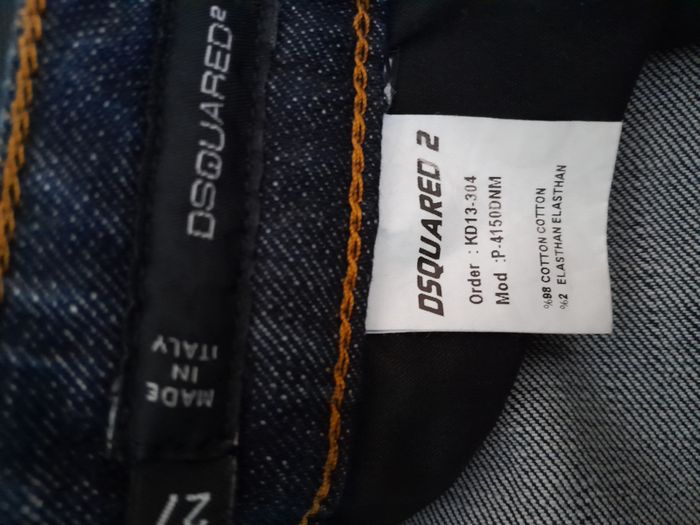 DSQUARED2
MADE
IN
ITALY
DSQUARED 2
Order : KD13-304
Mod :P-4150DNM
%98 COTTON COTTON
%2 ELASTHAN ELASTHAN